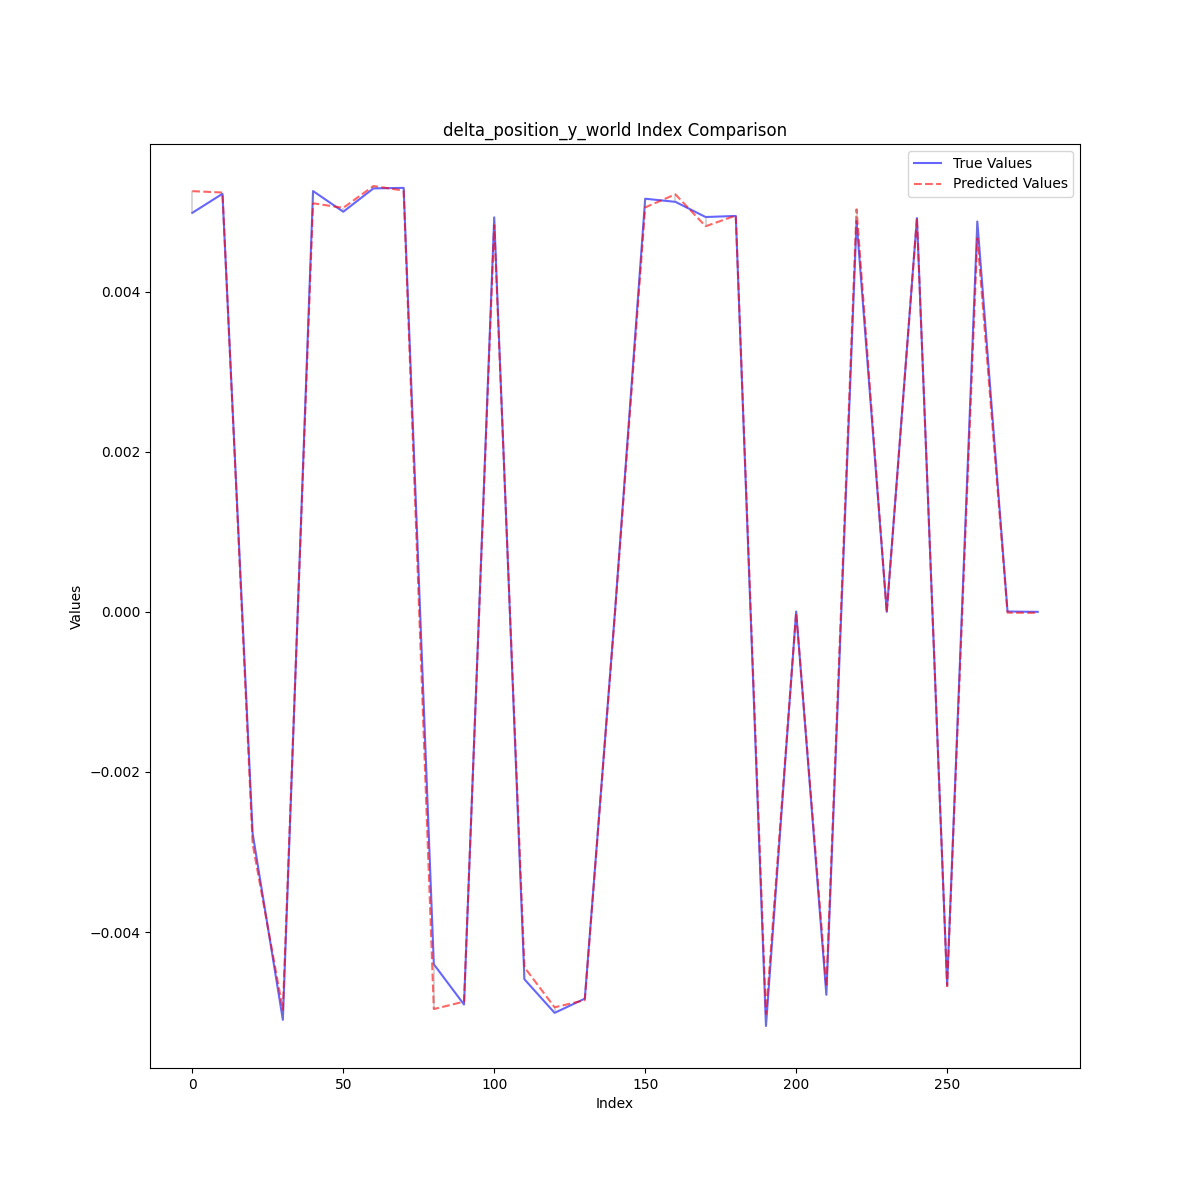 delta_position_y_world Index Comparison
True Values
Predicted Values
0.004
0.002
0.000
−0.002
−0.004
Values
0 50 100 150 200 250
Index